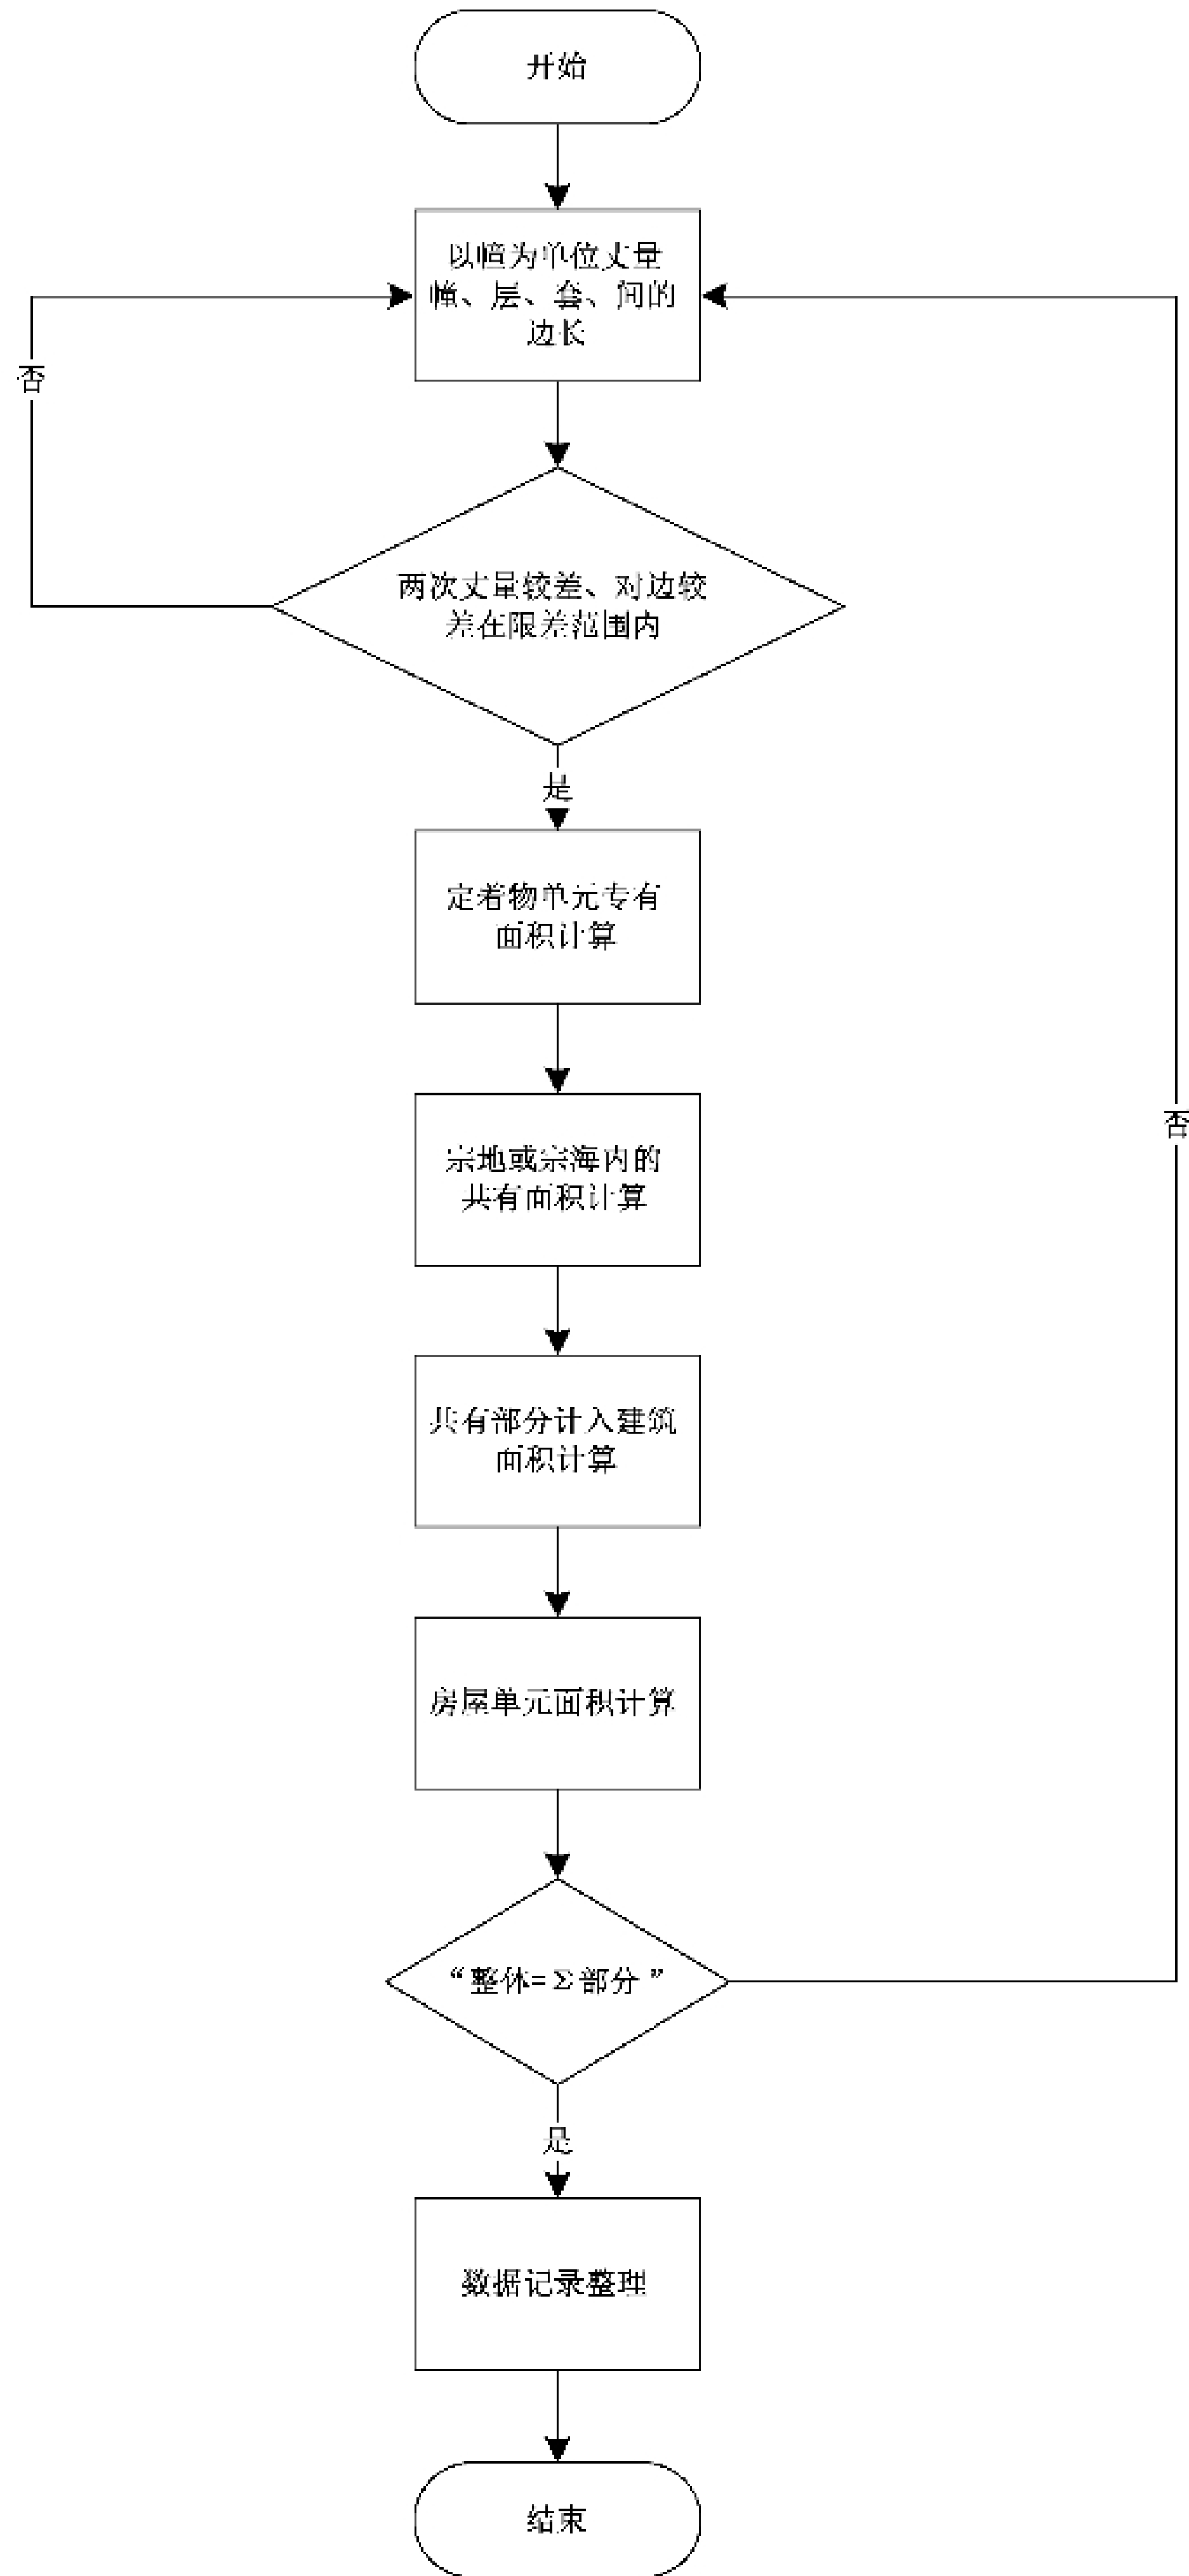 开始
以幢为单位丈量
幢、层、套、间的
边长
否
两次丈量较差、对边较
差在限差范围内
是
定着物单元专有
面积计算
宗地或宗海内的
共有面积计算
否
共有部分计入建筑
面积计算
房屋单元面积计算
“整体=Σ部分”
是
数据记录整理
结束